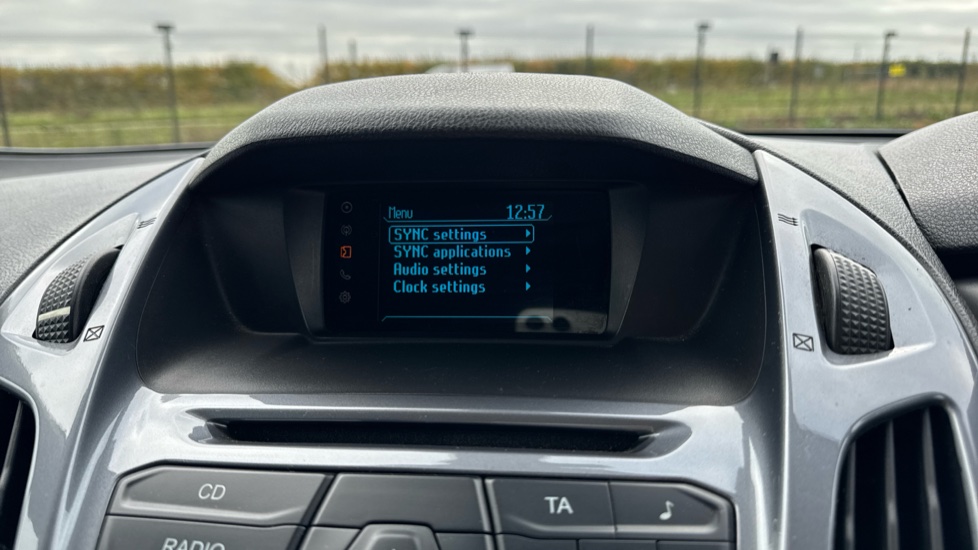 Menu 12:57
SYNC settings
SYNC applications
Audio settings
Clock settings
CD
TA
RADIO